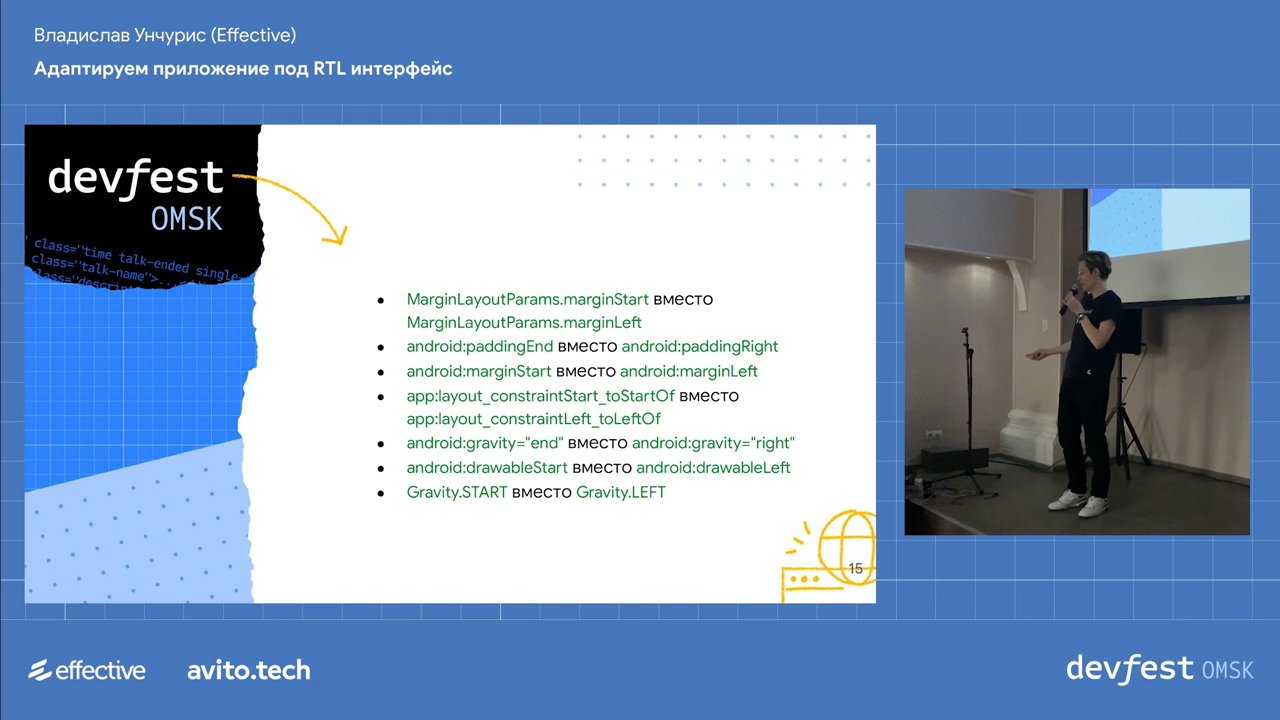 Владислав Унчурис (Effective)
Адаптируем приложение под RTL интерфейс
devfest
OMSK
class="time talk-ended single-
class="talk-name">...
class="descript
• MarginLayoutParams.marginStart вместо
MarginLayoutParams.marginLeft
• android:paddingEnd вместо android:paddingRight
• android:marginStart вместо android:marginLeft
• app:layout_constraintStart_toStartOf вместо
app:layout_constraintLeft_toLeftOf
• android:gravity="end" вместо android:gravity="right"
• android:drawableStart вместо android:drawableLeft
• Gravity.START вместо Gravity.LEFT
15
effective
avito.tech
devfest OMSK